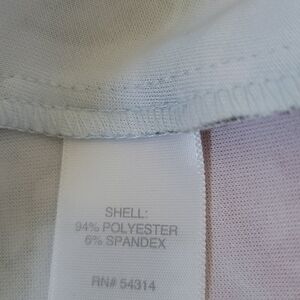 SHELL:
94% POLYESTER
6% SPANDEX
RN# 54314